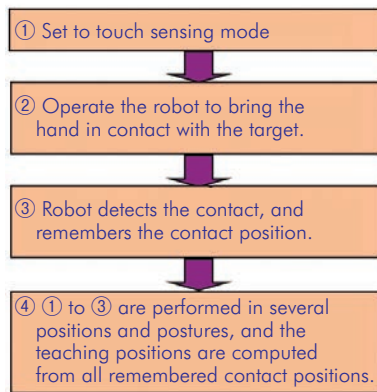 ① Set to touch sensing mode
② Operate the robot to bring the
hand in contact with the target.
③ Robot detects the contact, and
remembers the contact position.
④ ① to ③ are performed in several
positions and postures, and the
teaching positions are computed
from all remembered contact positions.